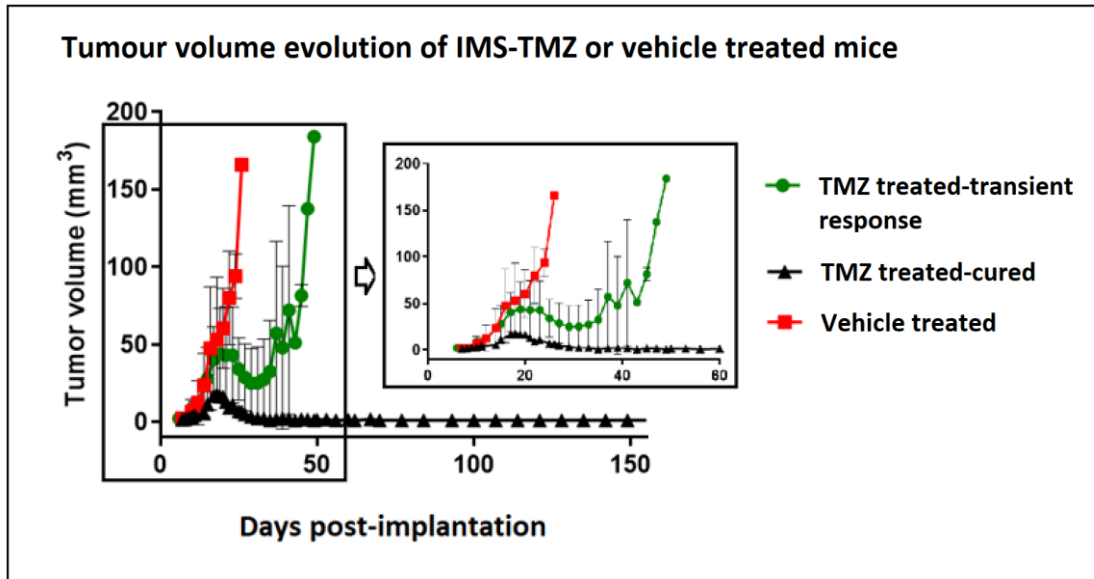 Tumour volume evolution of IMS-TMZ or vehicle treated mice
Tumor volume (mm³)
200
150
100
50
0
0
50
100
150
Days post-implantation
200
150
100
50
0
0
20
40
60
TMZ treated-transient
response
TMZ treated-cured
Vehicle treated